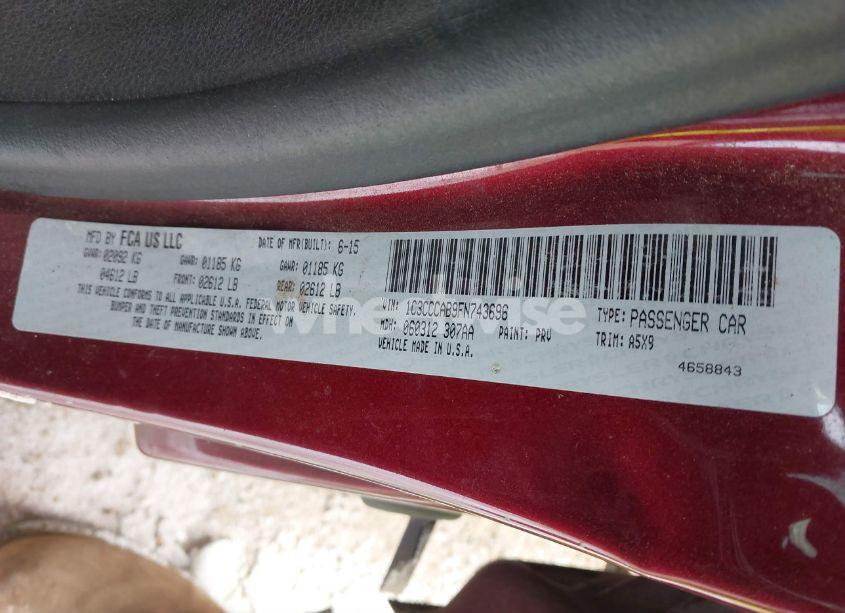 MFD BY FCA US LLC
DATE OF MFR(BUILT): 6-15
GVWR: 02092 KG
GAWR: 01185 KG
GAWR: 01185 KG
04612 LB
FRONT: 02612 LB
REAR: 02612 LB
THIS VEHICLE CONFORMS TO ALL APPLICABLE U.S.A. FEDERAL MOTOR VEHICLE SAFETY,
BUMPER AND THEFT PREVENTION STANDARDS IN EFFECT ON
THE DATE OF MANUFACTURE SHOWN ABOVE.
VIN: 1C3CCCAB9FN743698
TYPE: PASSENGER CAR
MDH: 060312 307AA
PAINT: PRV
TRIM: A5X9
VEHICLE MADE IN U.S.A.
4658843
wheelwise